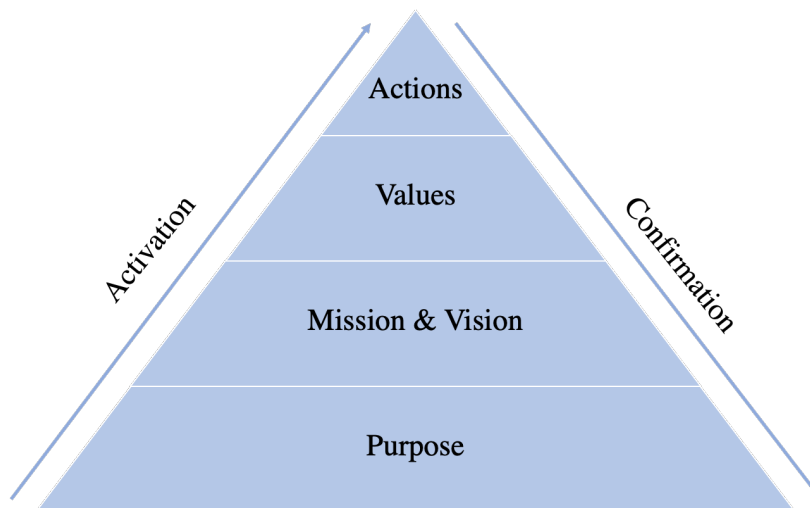 Actions
Values
Mission & Vision
Purpose
Activation
Confirmation